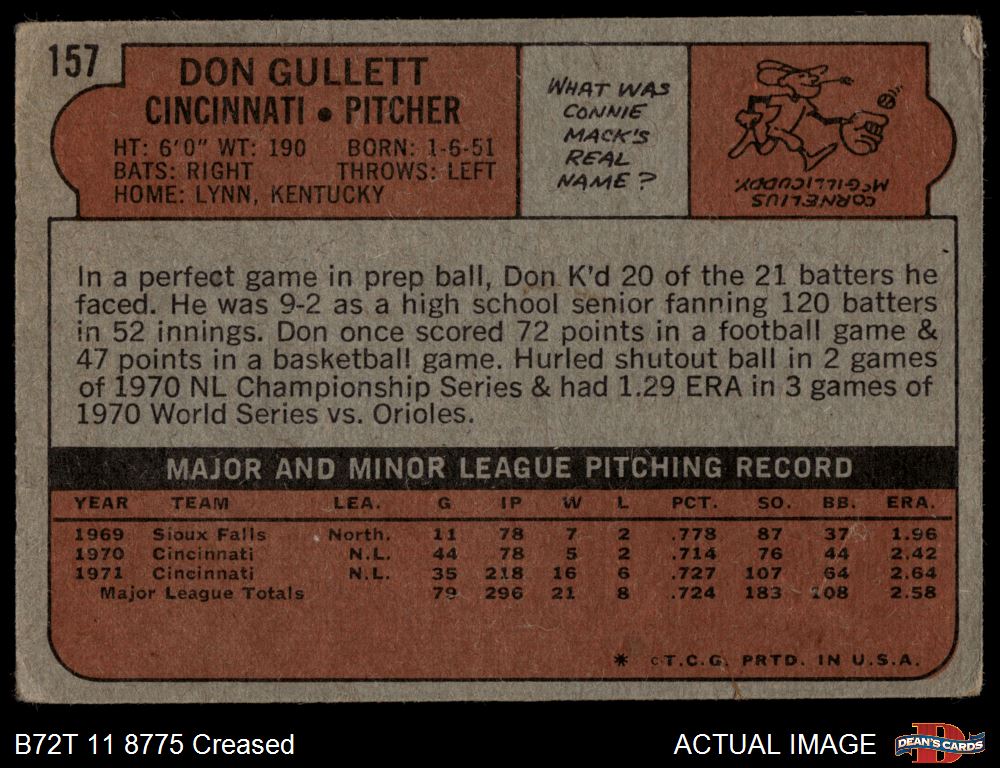 157
DON GULLETT
CINCINNATI • PITCHER
HT: 6'0" WT: 190 BORN: 1-6-51
BATS: RIGHT THROWS: LEFT
HOME: LYNN, KENTUCKY
WHAT WAS
CONNIE
MACK'S
REAL
NAME?
CORNELIUS
McGILLICUDDY.
In a perfect game in prep ball, Don K'd 20 of the 21 batters he
faced. He was 9-2 as a high school senior fanning 120 batters
in 52 innings. Don once scored 72 points in a football game &
47 points in a basketball game. Hurled shutout ball in 2 games
of 1970 NL Championship Series & had 1.29 ERA in 3 games of
1970 World Series vs. Orioles.
MAJOR AND MINOR LEAGUE PITCHING RECORD
YEAR TEAM LEA. G IP W L PCT. SO. BB. ERA.
1969 Sioux Falls North. 11 78 7 2 .778 87 37 1.96
1970 Cincinnati N.L. 44 78 5 2 .714 76 44 2.42
1971 Cincinnati N.L. 35 218 16 6 .727 107 64 2.64
Major League Totals 79 296 21 8 .724 183 108 2.58
* ©T.C.G. PRTD. IN U.S.A.
B72T 11 8775 Creased
ACTUAL IMAGE
D
DEAN'S CARDS